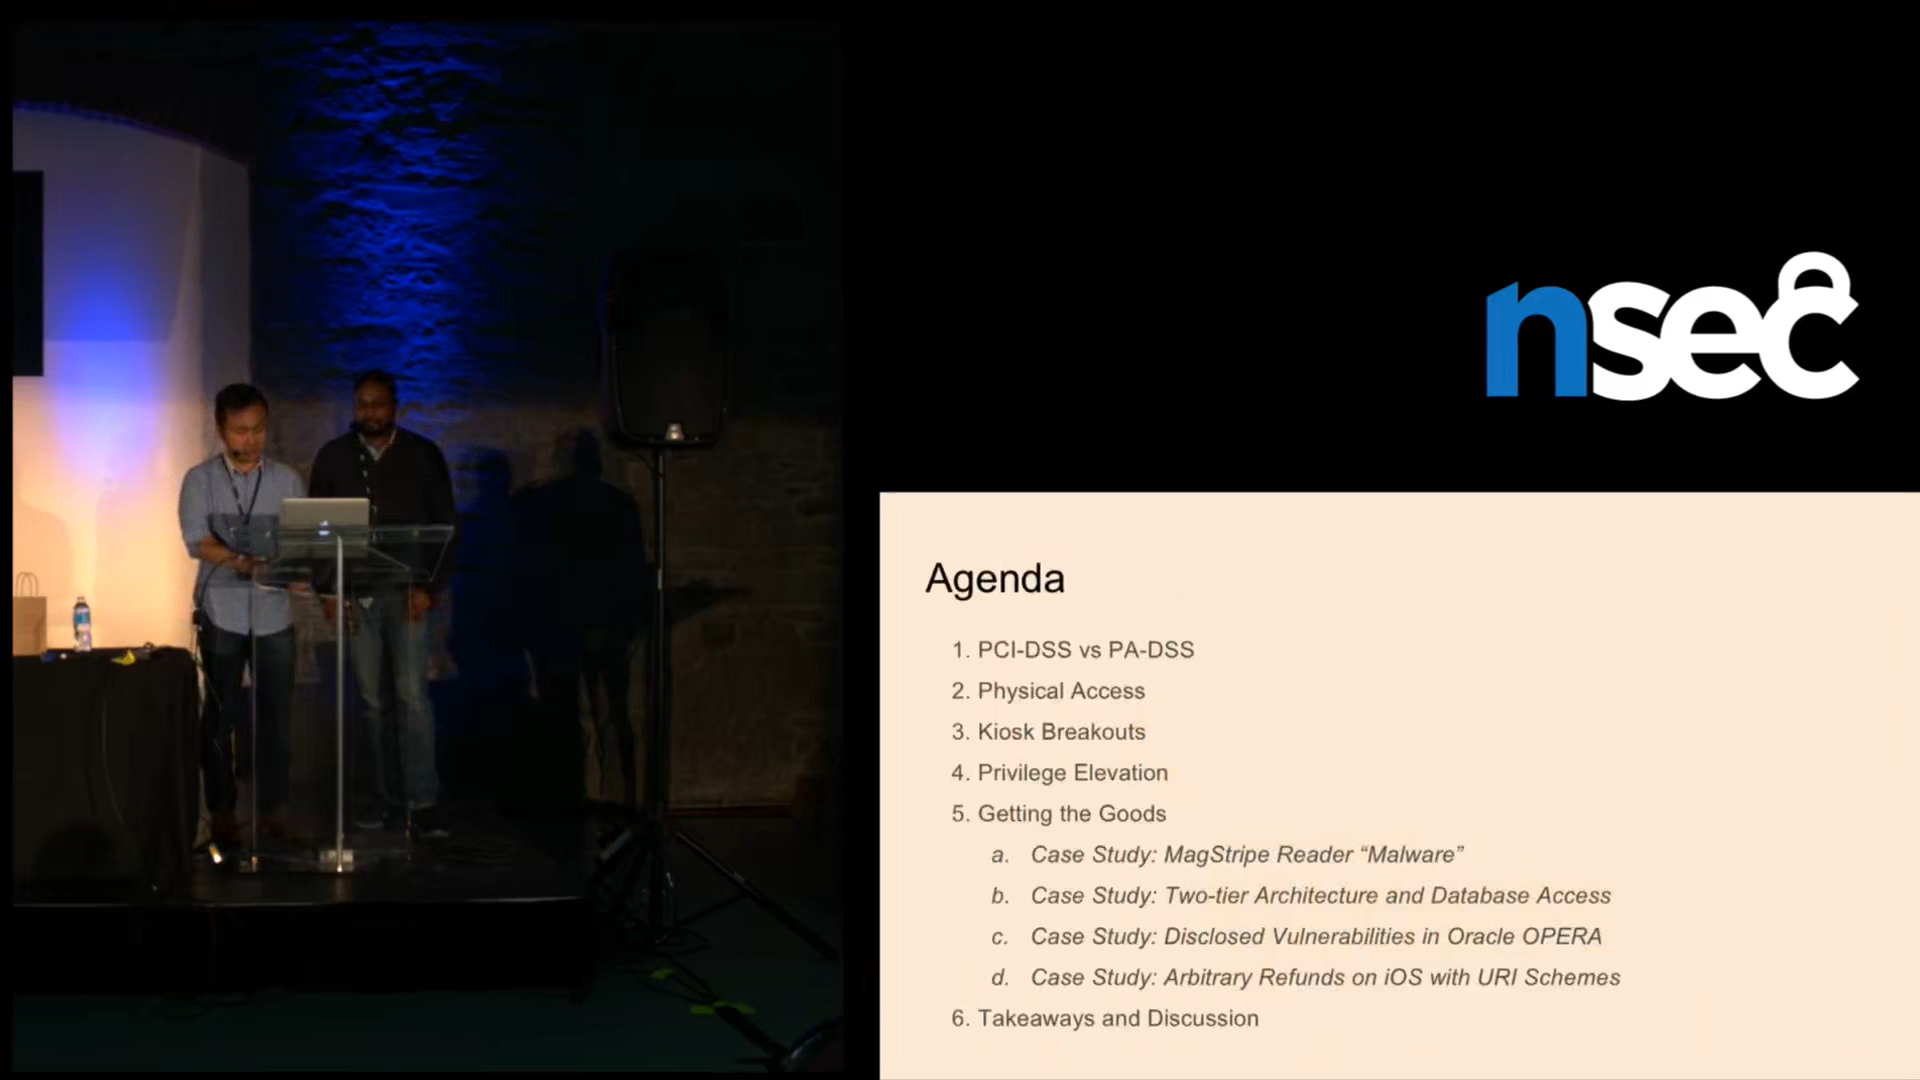 nsec
Agenda
1. PCI-DSS vs PA-DSS
2. Physical Access
3. Kiosk Breakouts
4. Privilege Elevation
5. Getting the Goods
a. Case Study: MagStripe Reader “Malware”
b. Case Study: Two-tier Architecture and Database Access
c. Case Study: Disclosed Vulnerabilities in Oracle OPERA
d. Case Study: Arbitrary Refunds on iOS with URI Schemes
6. Takeaways and Discussion